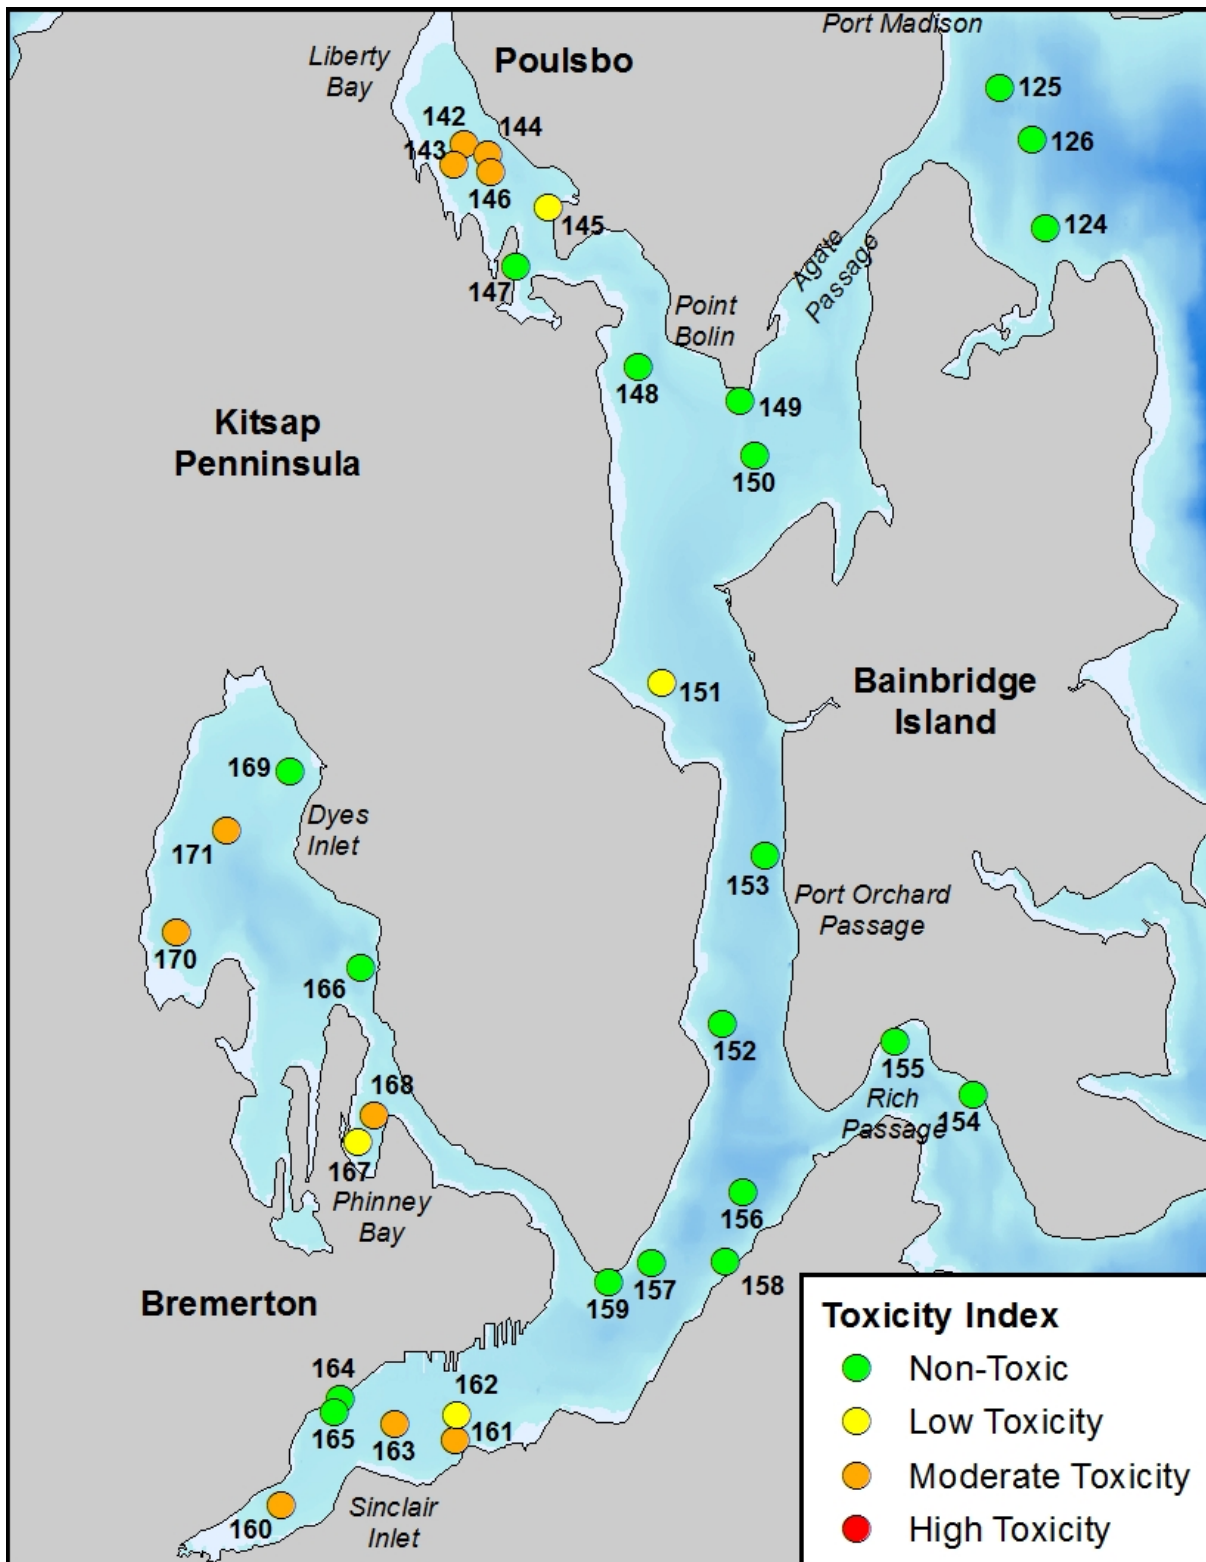 Port Madison
Liberty
Bay
Poulsbo
125
142
144
126
143
146
145
124
Agate
Passage
147
Point
Bolin
148
149
Kitsap
Penninsula
150
151
Bainbridge
Island
169
Dyes
Inlet
171
153
Port Orchard
Passage
170
166
152
155
168
Rich
Passage
154
167
Phinney
Bay
156
158
Bremerton
159
157
164
162
165
163
161
Sinclair
Inlet
160
Toxicity Index
Non-Toxic
Low Toxicity
Moderate Toxicity
High Toxicity